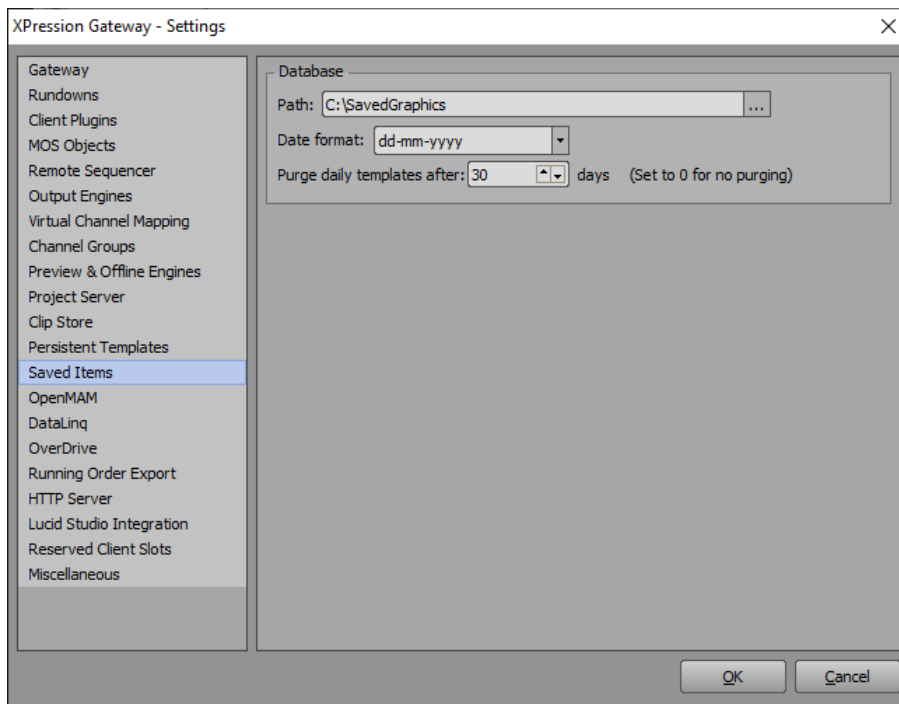 XPression Gateway - Settings
Gateway
Rundowns
Client Plugins
MOS Objects
Remote Sequencer
Output Engines
Virtual Channel Mapping
Channel Groups
Preview & Offline Engines
Project Server
Clip Store
Persistent Templates
Saved Items
OpenMAM
DataLinq
OverDrive
Running Order Export
HTTP Server
Lucid Studio Integration
Reserved Client Slots
Miscellaneous
Database
Path: C:\SavedGraphics ...
Date format: dd-mm-yyyy
Purge daily templates after: 30 days (Set to 0 for no purging)
OK Cancel